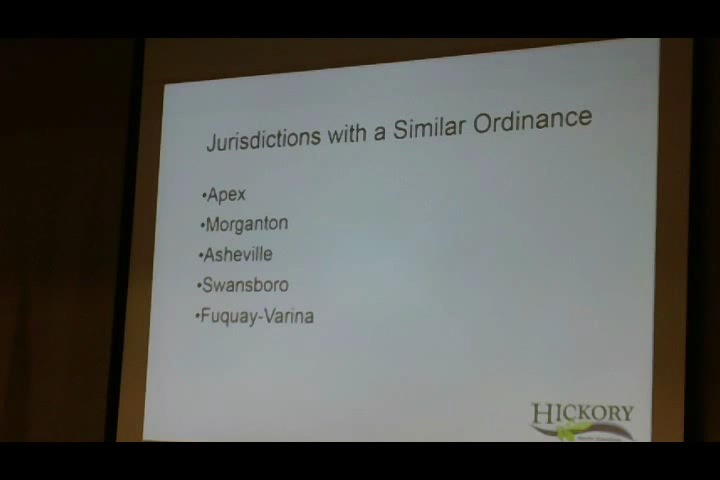 Jurisdictions with a Similar Ordinance
•Apex
•Morganton
•Asheville
•Swansboro
•Fuquay-Varina
HICKORY